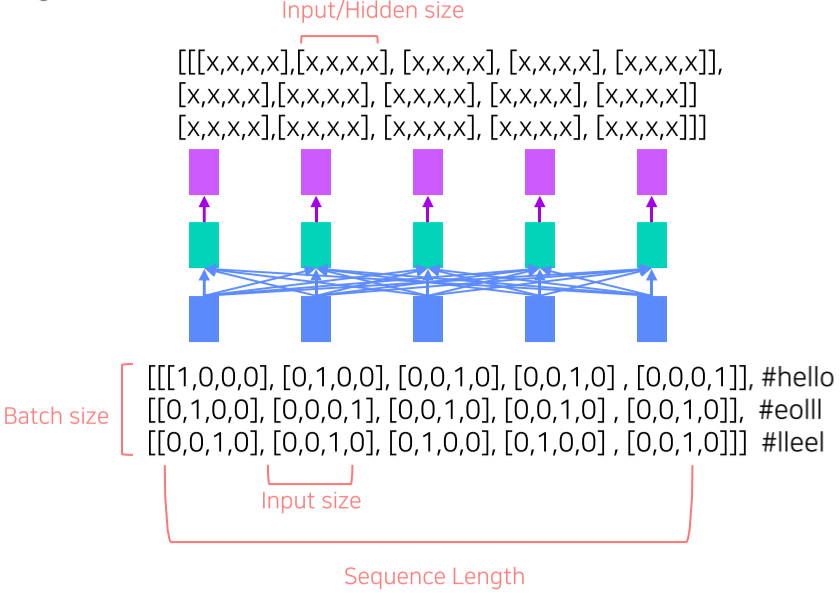 Input/Hidden size
[[[x,x,x,x],[x,x,x,x], [x,x,x,x], [x,x,x,x], [x,x,x,x]],
[x,x,x,x],[x,x,x,x], [x,x,x,x], [x,x,x,x], [x,x,x,x]]
[x,x,x,x],[x,x,x,x], [x,x,x,x], [x,x,x,x], [x,x,x,x]]]
[[[1,0,0,0], [0,1,0,0], [0,0,1,0], [0,0,1,0] , [0,0,0,1]], #hello
Batch size
[[0,1,0,0], [0,0,0,1], [0,0,1,0], [0,0,1,0] , [0,0,1,0]], #eolll
[[0,0,1,0], [0,0,1,0], [0,1,0,0], [0,1,0,0] , [0,0,1,0]]] #lleel
Input size
Sequence Length